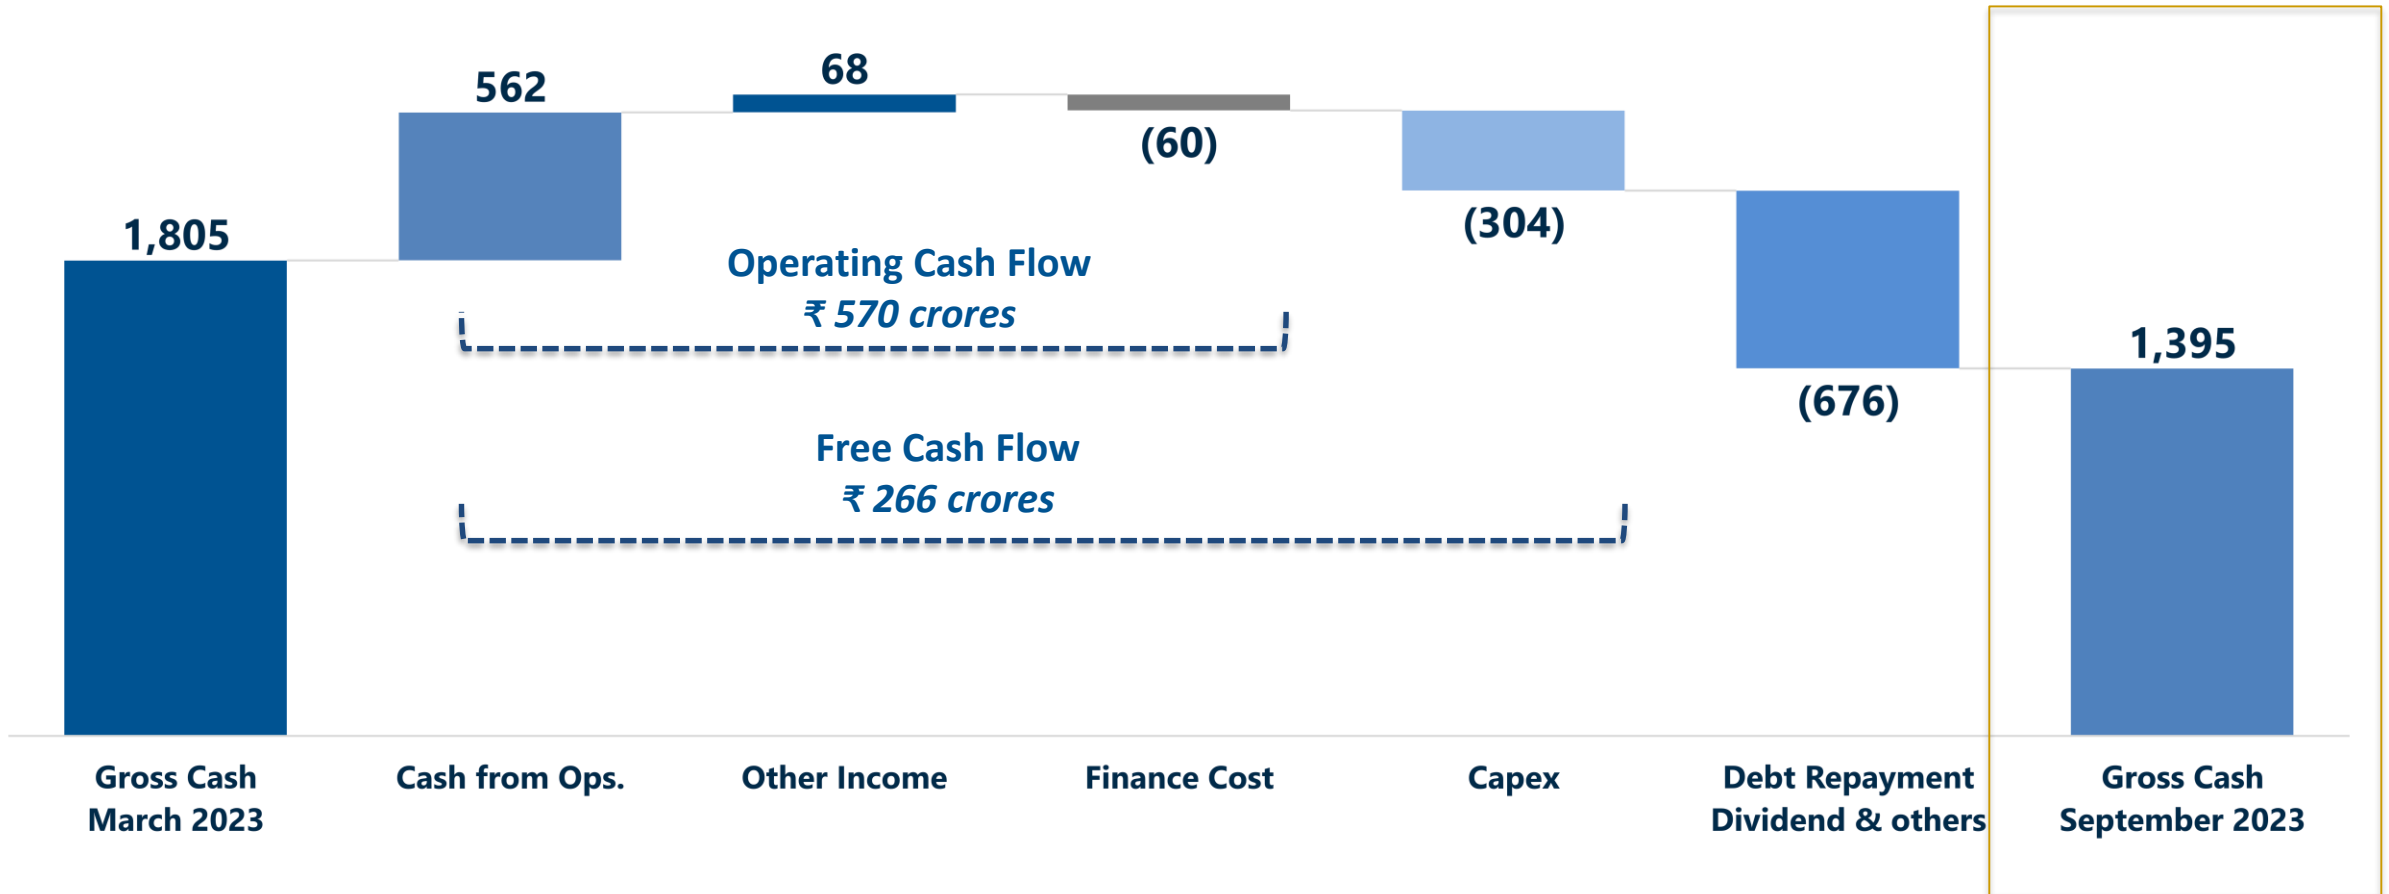 1,805
562
68
(60)
(304)
(676)
1,395
Operating Cash Flow
₹ 570 crores
Free Cash Flow
₹ 266 crores
Gross Cash
March 2023
Cash from Ops.
Other Income
Finance Cost
Capex
Debt Repayment
Dividend & others
Gross Cash
September 2023